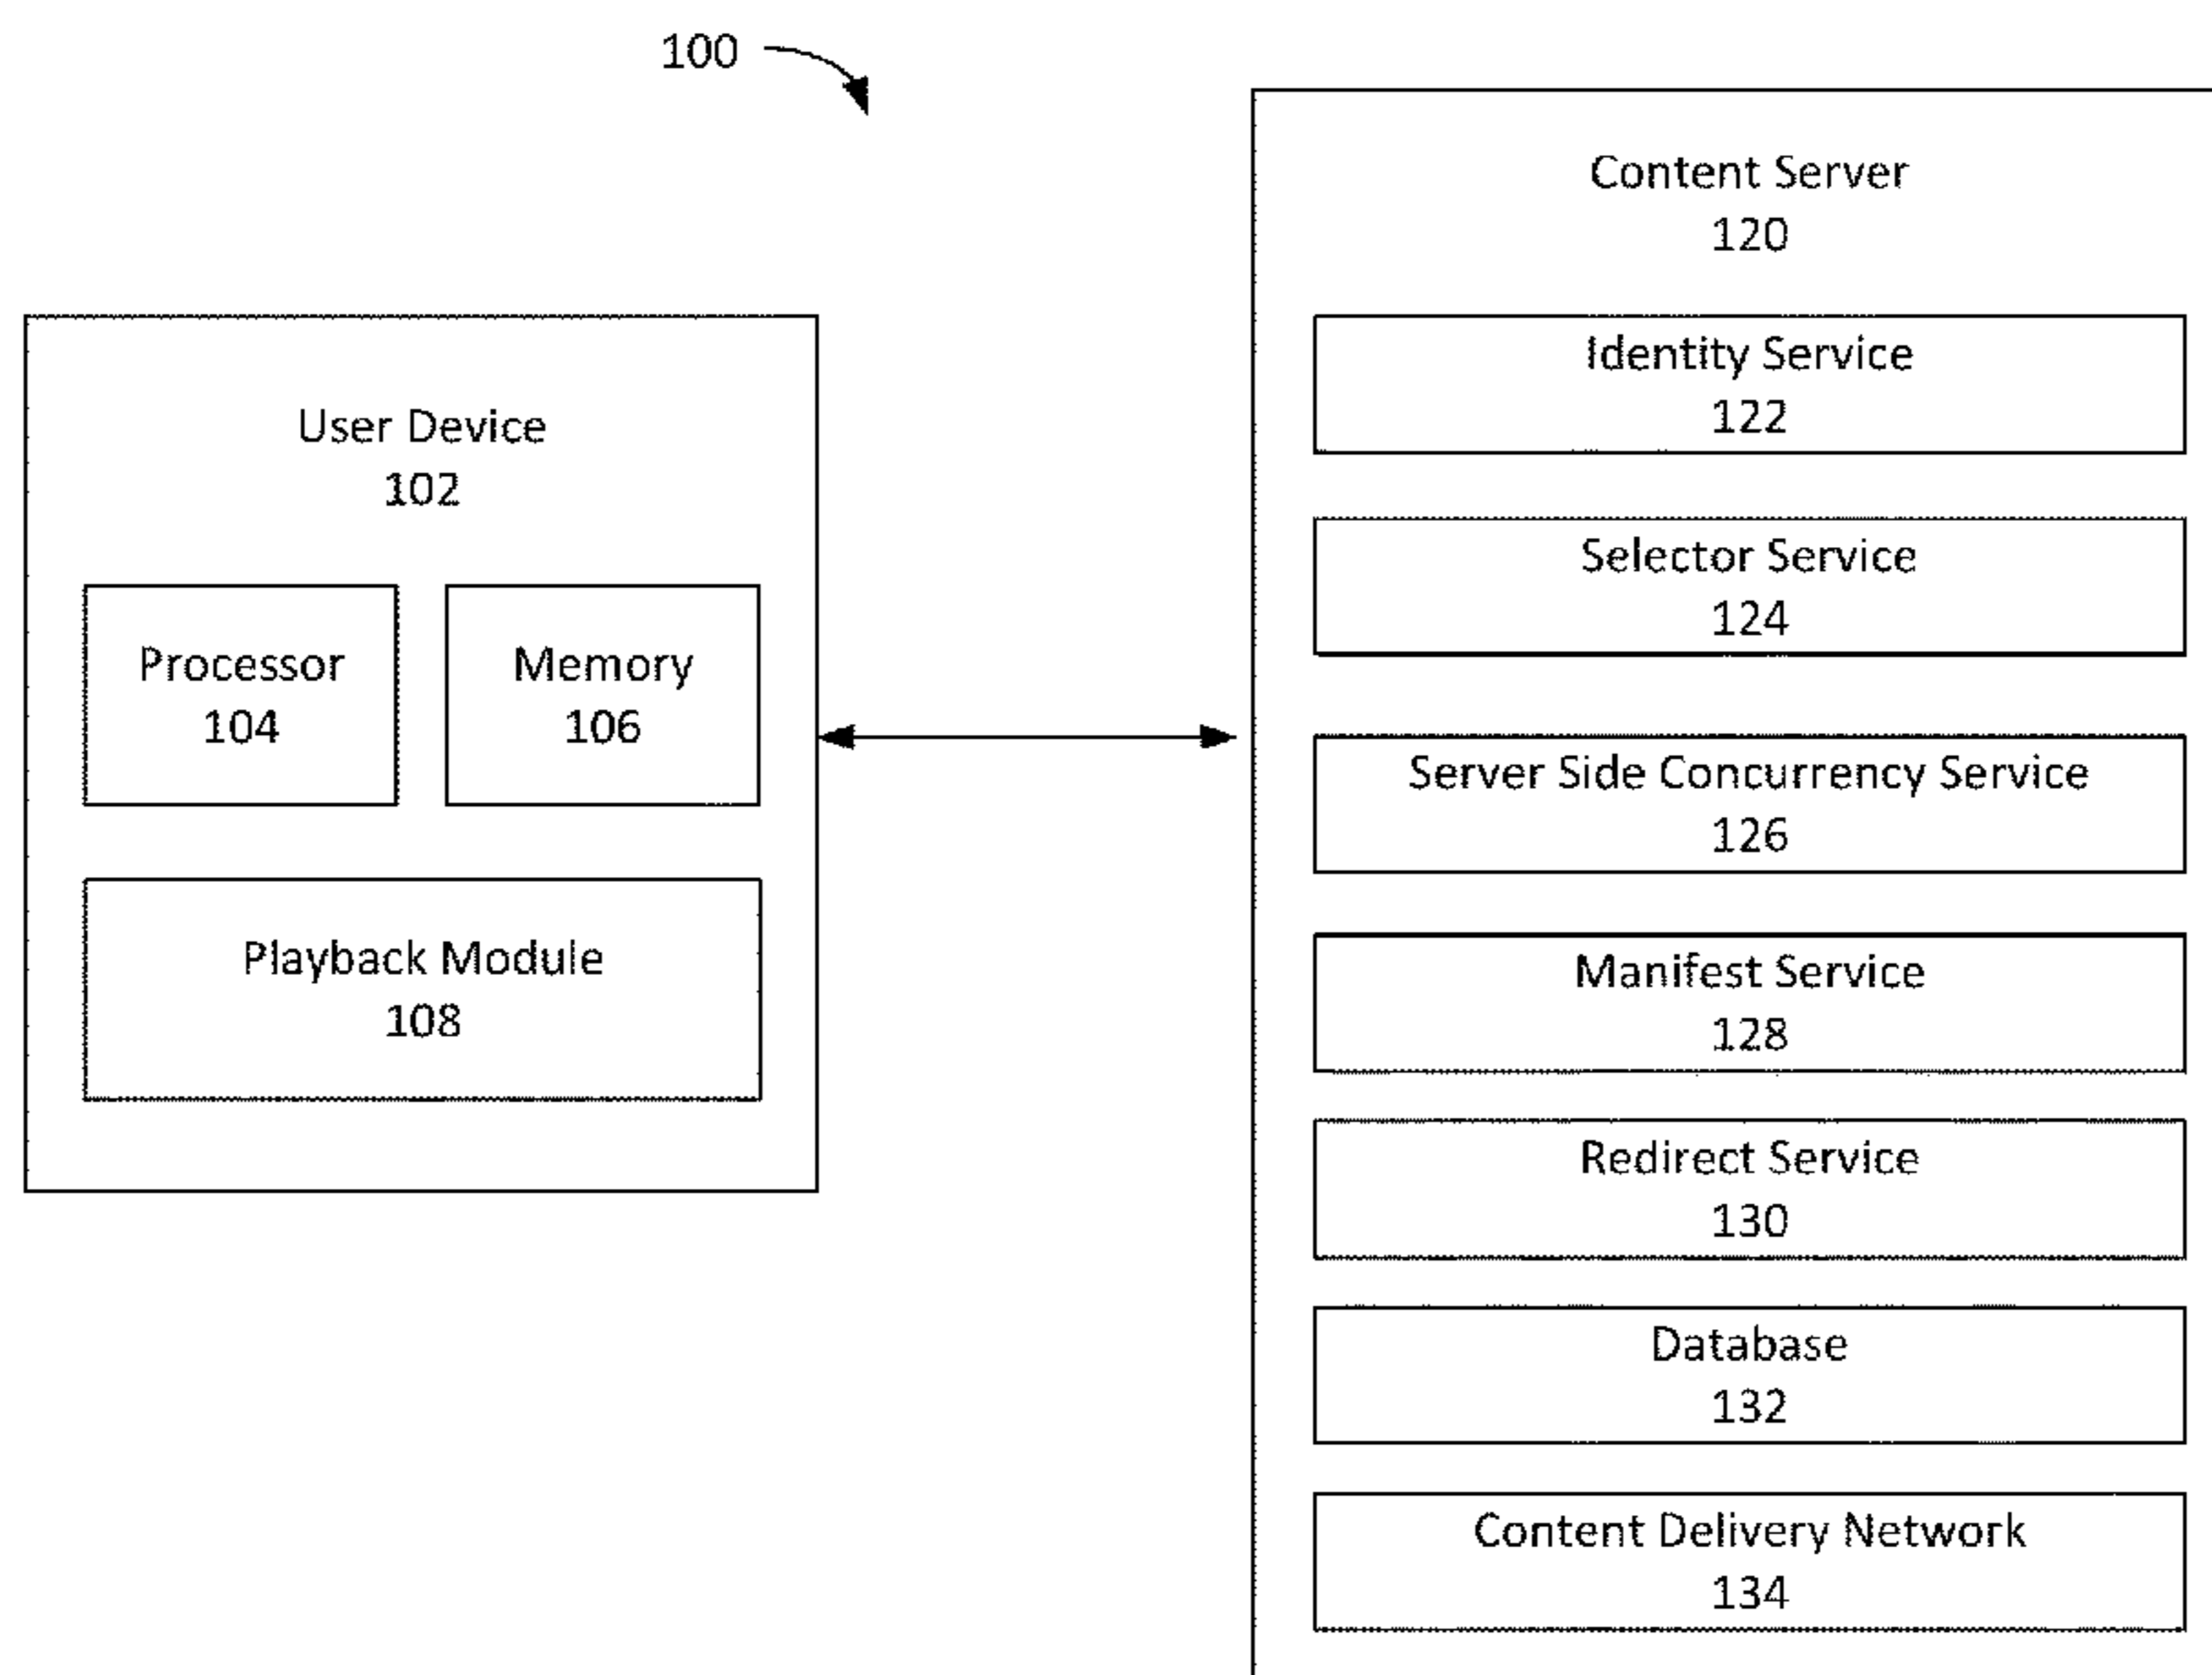 100
User Device
102
Processor
104
Memory
106
Playback Module
108
Content Server
120
Identity Service
122
Selector Service
124
Server Side Concurrency Service
126
Manifest Service
128
Redirect Service
130
Database
132
Content Delivery Network
134